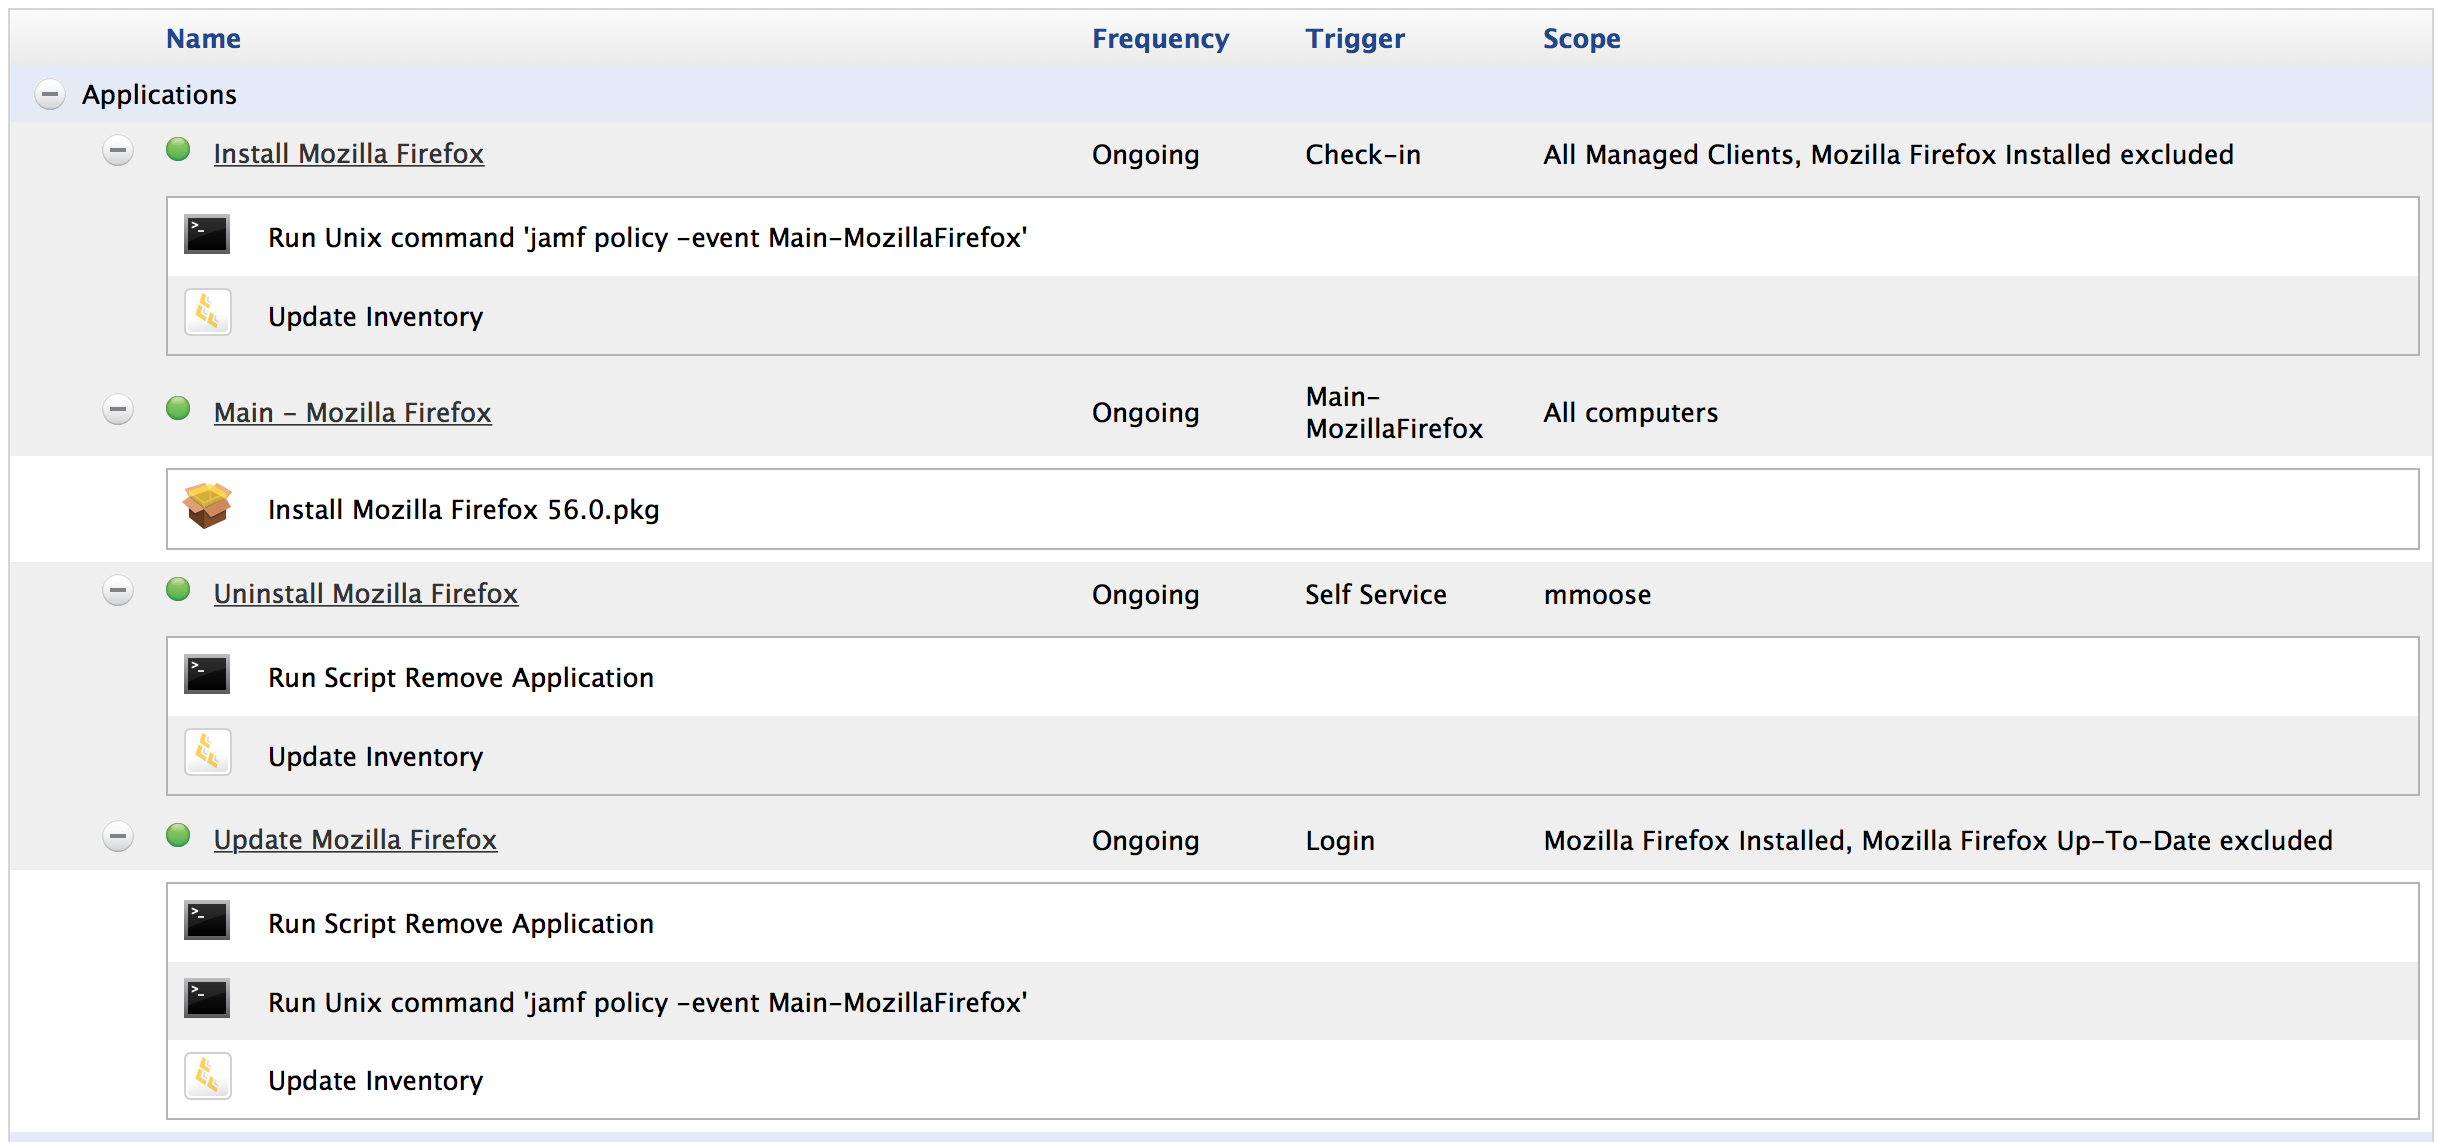 Name Frequency Trigger Scope
Applications
Install Mozilla Firefox Ongoing Check-in All Managed Clients, Mozilla Firefox Installed excluded
Run Unix command 'jamf policy -event Main-MozillaFirefox'
Update Inventory
Main - Mozilla Firefox Ongoing Main-
MozillaFirefox All computers
Install Mozilla Firefox 56.0.pkg
Uninstall Mozilla Firefox Ongoing Self Service mmoose
Run Script Remove Application
Update Inventory
Update Mozilla Firefox Ongoing Login Mozilla Firefox Installed, Mozilla Firefox Up-To-Date excluded
Run Script Remove Application
Run Unix command 'jamf policy -event Main-MozillaFirefox'
Update Inventory